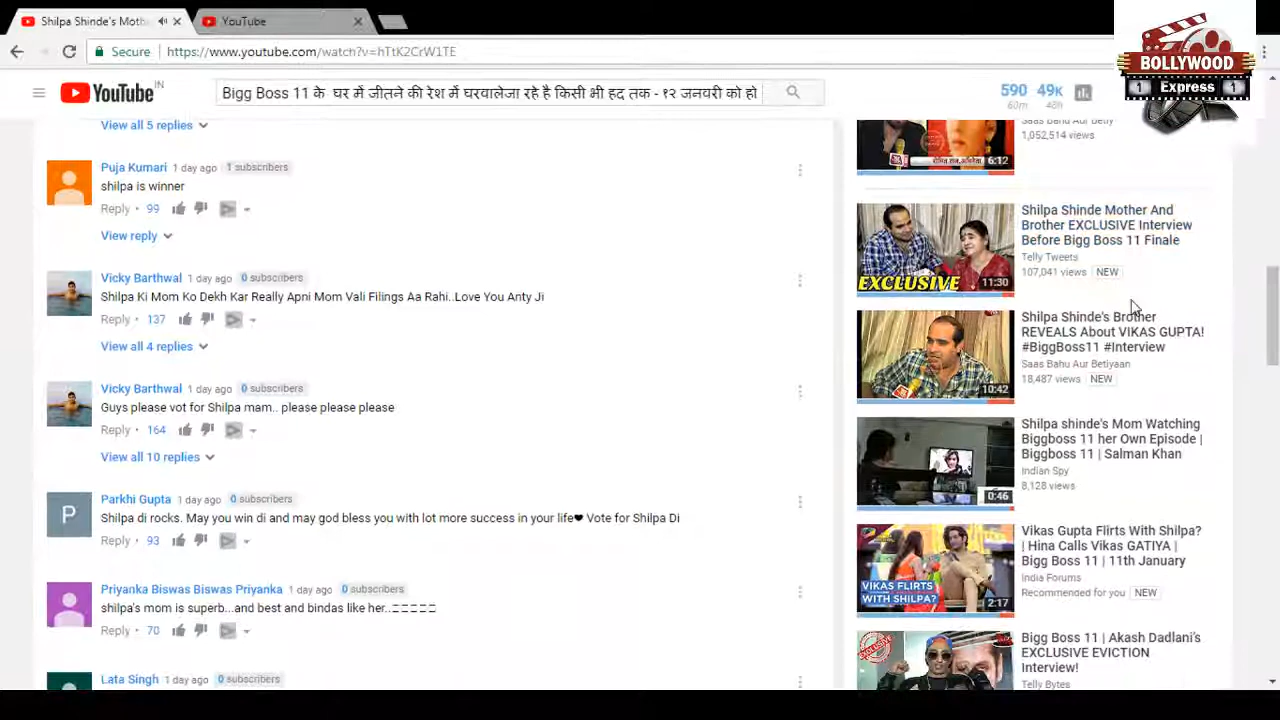 Shilpa Shinde's Moth
YouTube
Secure
https://www.youtube.com/watch?v=hTtK2CrW1TE
BOLLYWOOD
1 Express 1
YouTube IN
Bigg Boss 11 के घर में जीतने की रेश में घरवालेंजा रहे है किसी भी हद तक - १२ जनवरी को हो
590 49K
60m 48h
View all 5 replies
Puja Kumari 1 day ago 1 subscribers
shilpa is winner
Reply • 99
View reply
Vicky Barthwal 1 day ago 0 subscribers
Shilpa Ki Mom Ko Dekh Kar Really Apni Mom Vali Filings Aa Rahi..Love You Anty Ji
Reply • 137
View all 4 replies
Vicky Barthwal 1 day ago 0 subscribers
Guys please vot for Shilpa mam.. please please please
Reply • 164
View all 10 replies
P
Parkhi Gupta 1 day ago 0 subscribers
Shilpa di rocks. May you win di and may god bless you with lot more success in your life❤ Vote for Shilpa Di
Reply • 93
Priyanka Biswas Biswas Priyanka 1 day ago 0 subscribers
shilpa's mom is superb...and best and bindas like her..
Reply • 70
Lata Singh 1 day ago 0 subscribers
Saas Bahu Aur Betiy
1,052,514 views
6:12
Shilpa Shinde Mother And
Brother EXCLUSIVE Interview
Before Bigg Boss 11 Finale
Telly Tweets
107,041 views NEW
EXCLUSIVE
11:30
Shilpa Shinde's Brother
REVEALS About VIKAS GUPTA!
#BiggBoss11 #Interview
Saas Bahu Aur Betiyaan
18,487 views NEW
10:42
Shilpa shinde's Mom Watching
Biggboss 11 her Own Episode |
Biggboss 11 | Salman Khan
Indian Spy
8,128 views
0:46
Vikas Gupta Flirts With Shilpa?
| Hina Calls Vikas GATIYA |
Bigg Boss 11 | 11th January
India Forums
Recommended for you NEW
VIKAS FLIRTS
WITH SHILPA?
2:17
Bigg Boss 11 | Akash Dadlani's
EXCLUSIVE EVICTION
Interview!
Telly Bytes